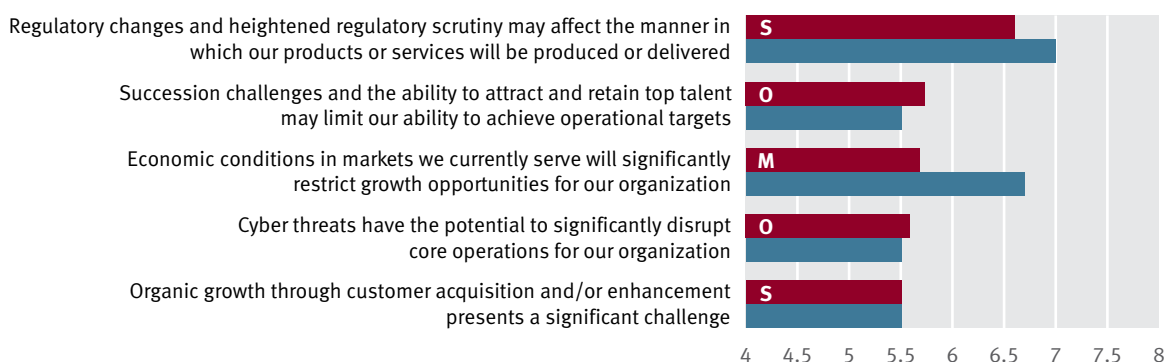 Regulatory changes and heightened regulatory scrutiny may affect the manner in
which our products or services will be produced or delivered
S
Succession challenges and the ability to attract and retain top talent
may limit our ability to achieve operational targets
O
Economic conditions in markets we currently serve will significantly
restrict growth opportunities for our organization
M
Cyber threats have the potential to significantly disrupt
core operations for our organization
O
Organic growth through customer acquisition and/or enhancement
presents a significant challenge
S
4 4.5 5 5.5 6 6.5 7 7.5 8